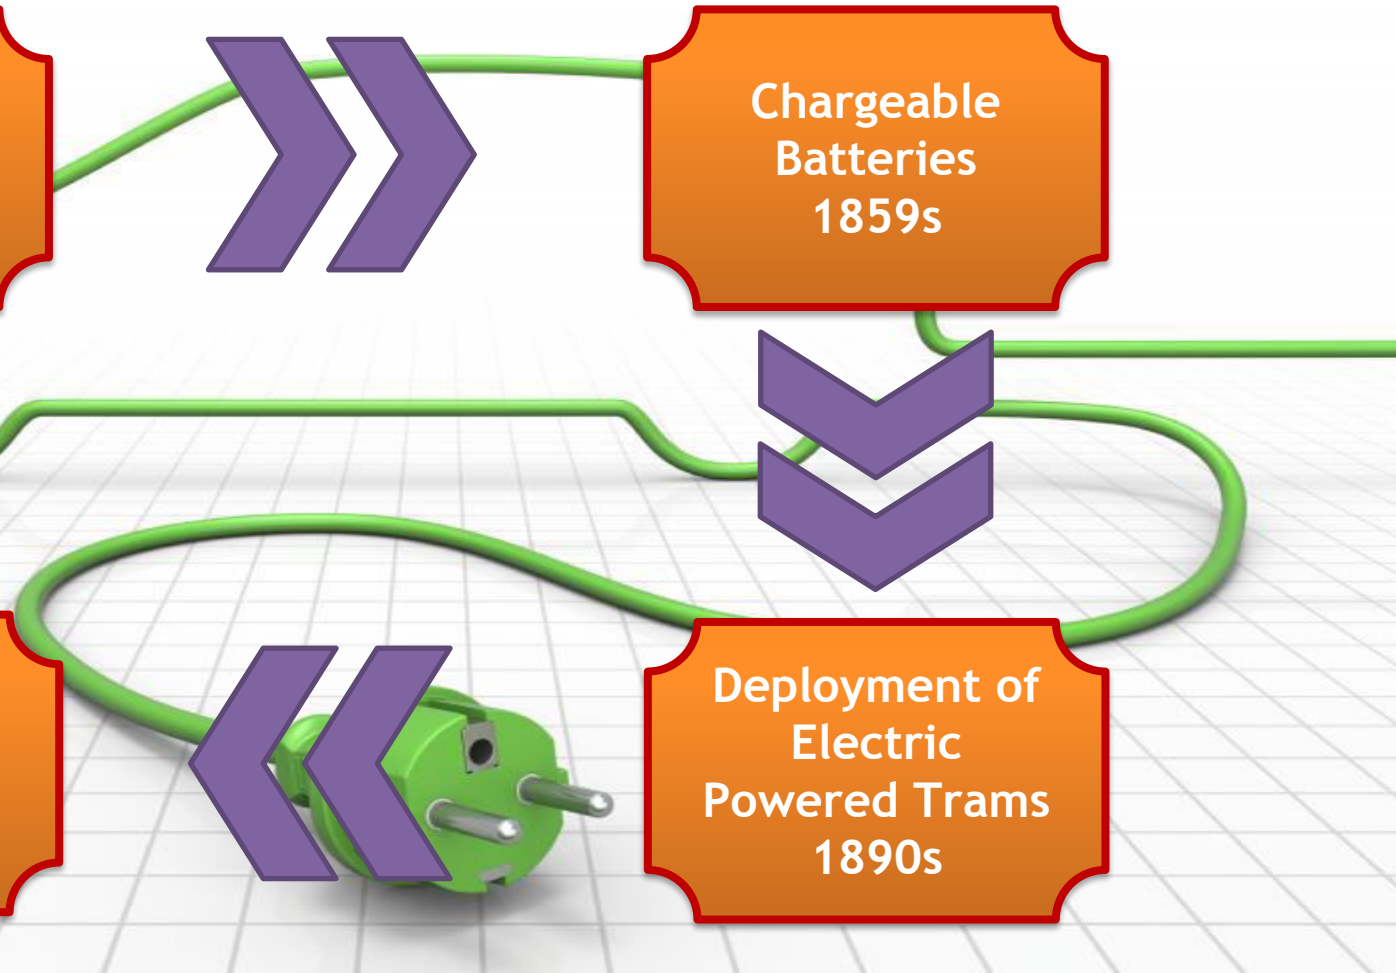 Chargeable
Batteries
1859s
Deployment of
Electric
Powered Trams
1890s